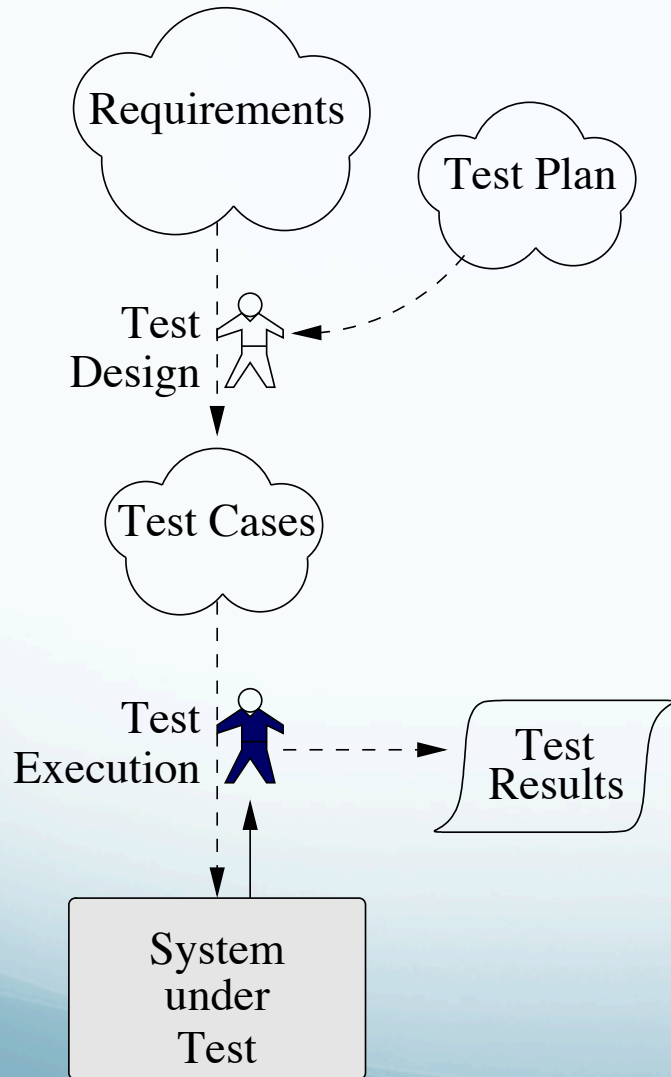 Requirements
Test Plan
Test
Design
Test Cases
Test
Execution
Test
Results
System
under
Test